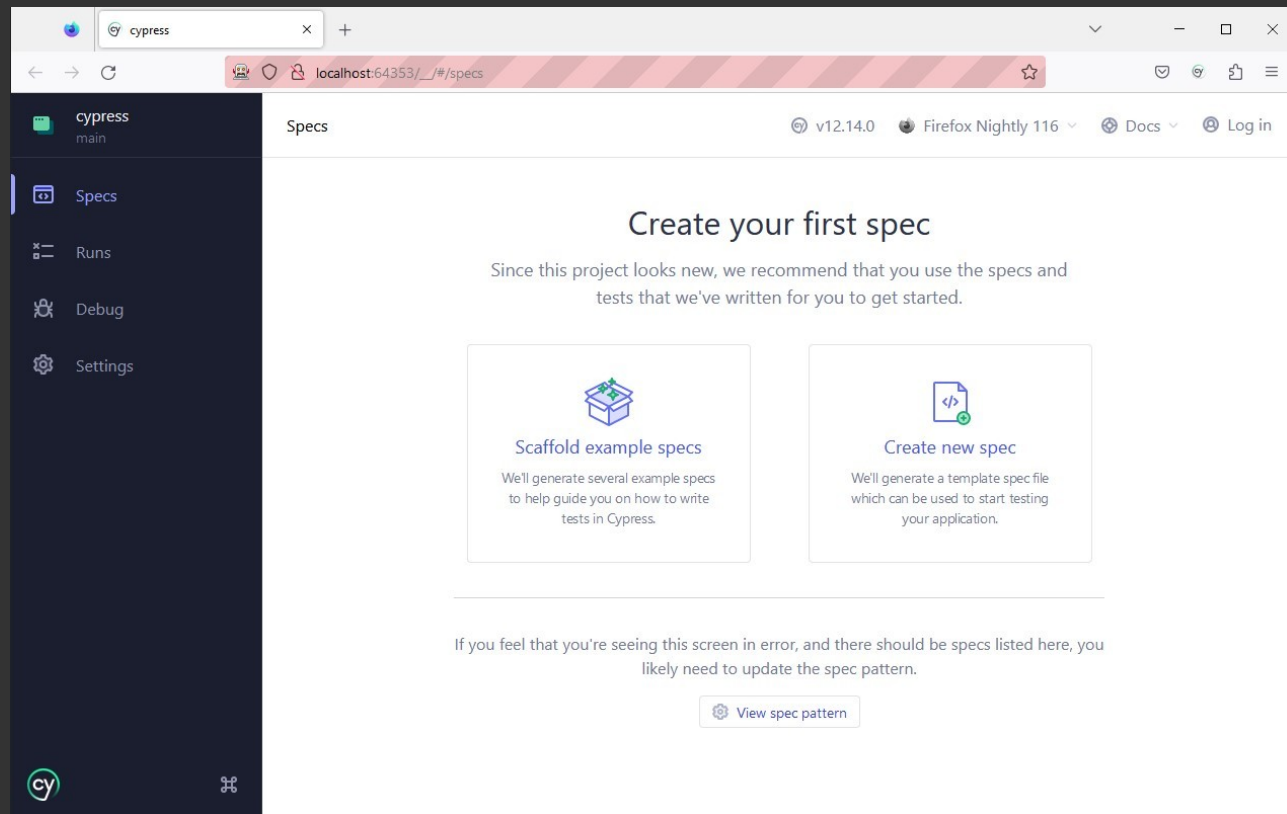 cypress
localhost:64353/__/#/specs
cypress
main
Specs
Runs
Debug
Settings
cy
Specs
v12.14.0
Firefox Nightly 116
Docs
Log in
Create your first spec
Since this project looks new, we recommend that you use the specs and
tests that we've written for you to get started.
Scaffold example specs
We'll generate several example specs
to help guide you on how to write
tests in Cypress.
Create new spec
We'll generate a template spec file
which can be used to start testing
your application.
If you feel that you're seeing this screen in error, and there should be specs listed here, you
likely need to update the spec pattern.
View spec pattern